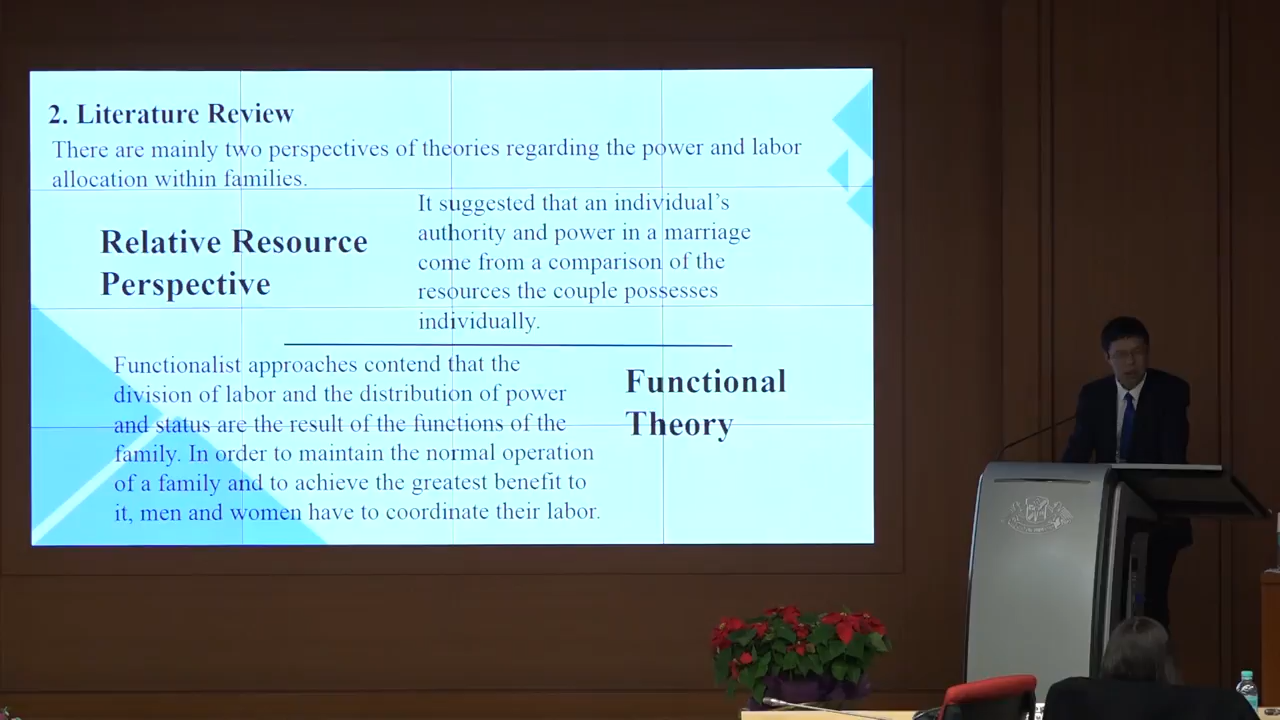 2. Literature Review
There are mainly two perspectives of theories regarding the power and labor
allocation within families.
Relative Resource
Perspective
It suggested that an individual's
authority and power in a marriage
come from a comparison of the
resources the couple possesses
individually.
Functionalist approaches contend that the
division of labor and the distribution of power
and status are the result of the functions of the
family. In order to maintain the normal operation
of a family and to achieve the greatest benefit to
it, men and women have to coordinate their labor.
Functional
Theory